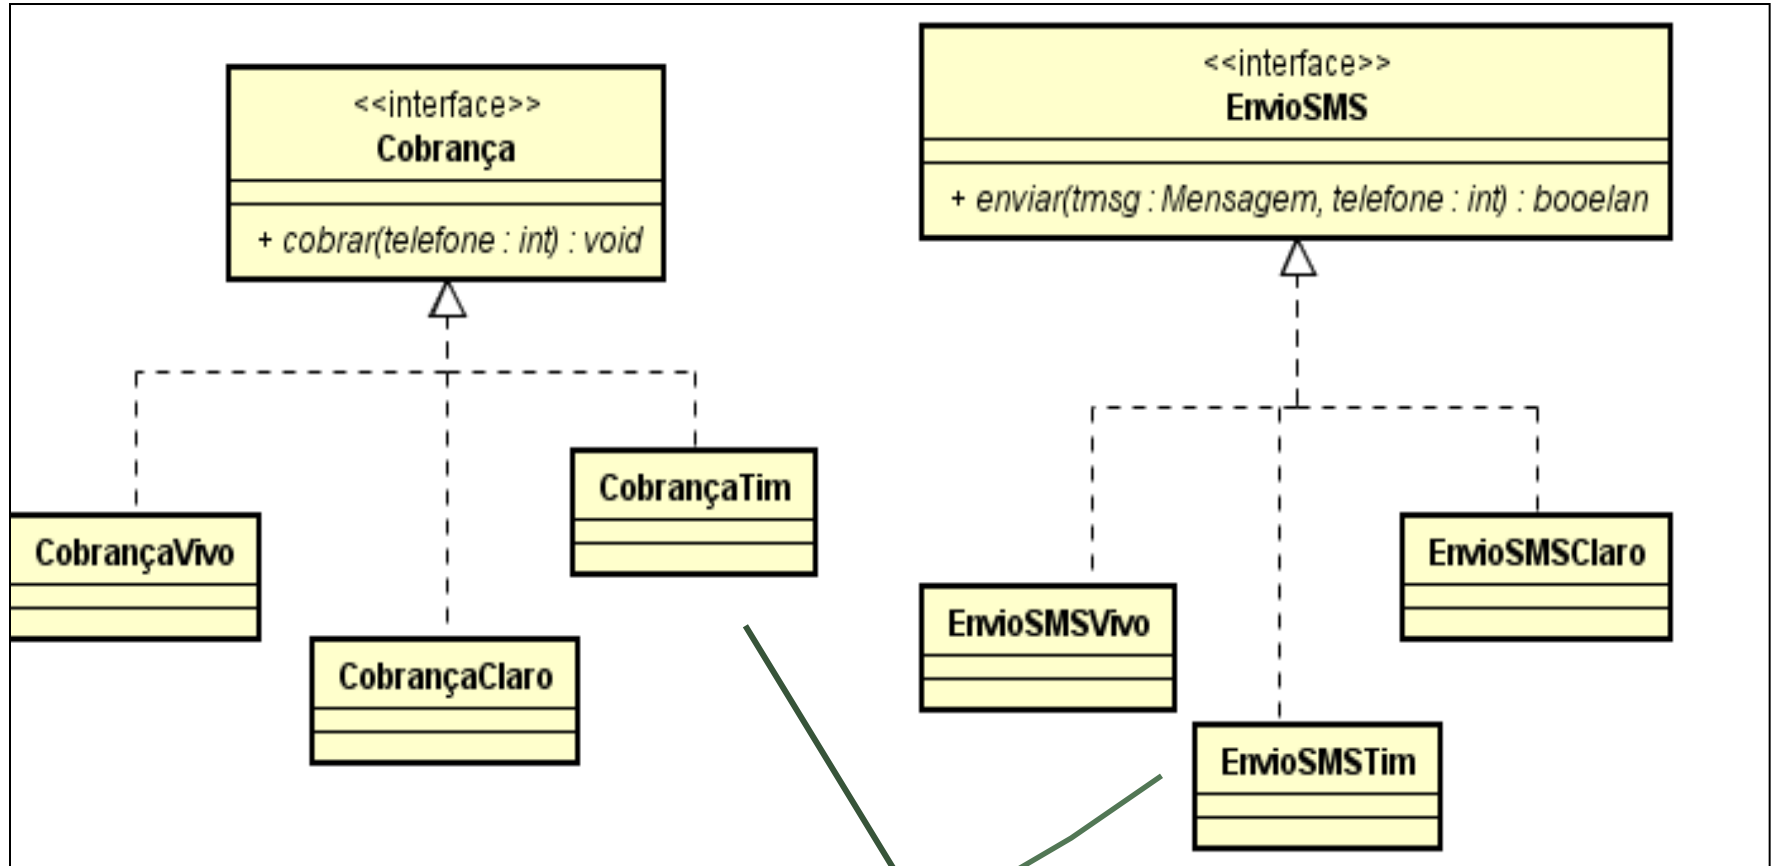 <<interface>>
Cobrança
+ cobrar(telefone : int) : void
CobrançaVivo
CobrançaClaro
CobrançaTim
<<interface>>
EnvioSMS
+ enviar(tmsg : Mensagem, telefone : int) : booelan
EnvioSMSVivo
EnvioSMSTim
EnvioSMSClaro